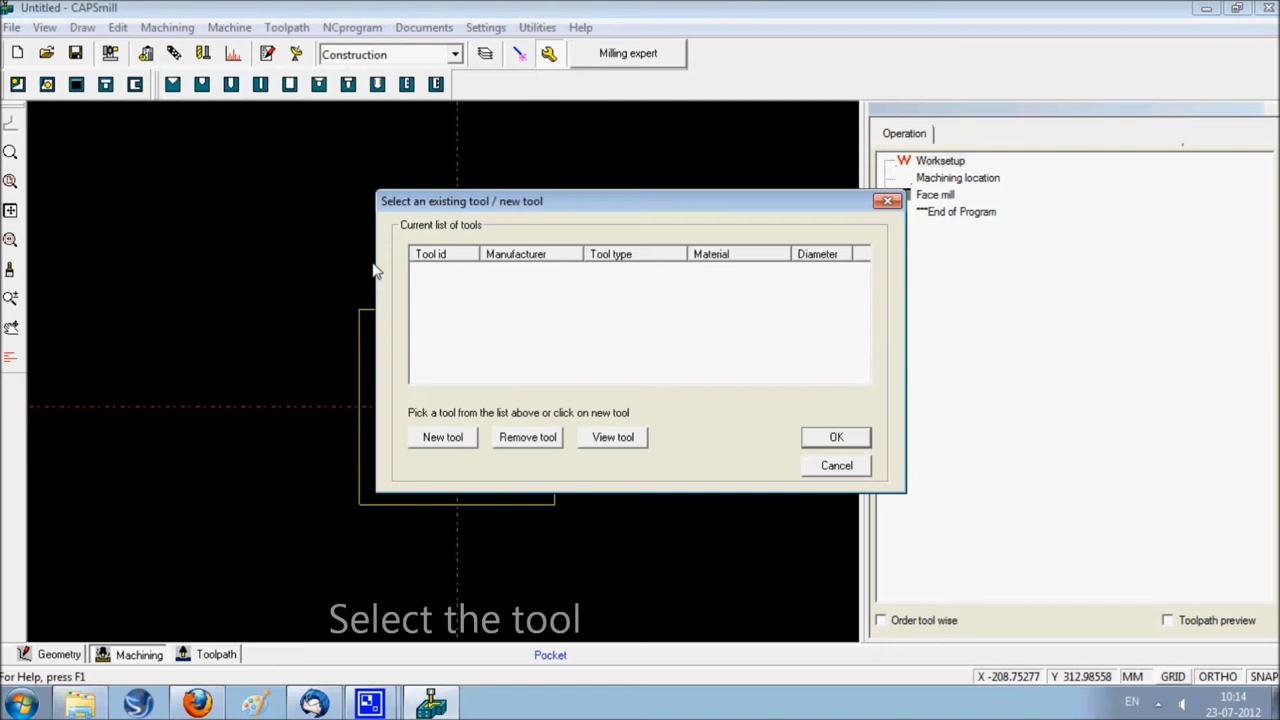 Untitled - CAPSmill
File View Draw Edit Machining Machine Toolpath NCprogram Documents Settings Utilities Help
Construction
Milling expert
Operation
Worksetup
Machining location
Face mill
***End of Program
Select an existing tool / new tool
Current list of tools
Tool id Manufacturer Tool type Material Diameter
Pick a tool from the list above or click on new tool
New tool Remove tool View tool OK
Cancel
Select the tool
Order tool wise Toolpath preview
Geometry Machining Toolpath Pocket
For Help, press F1 X -208.75277 Y 312.98558 MM GRID ORTHO SNAP
EN 10:14
23-07-2012